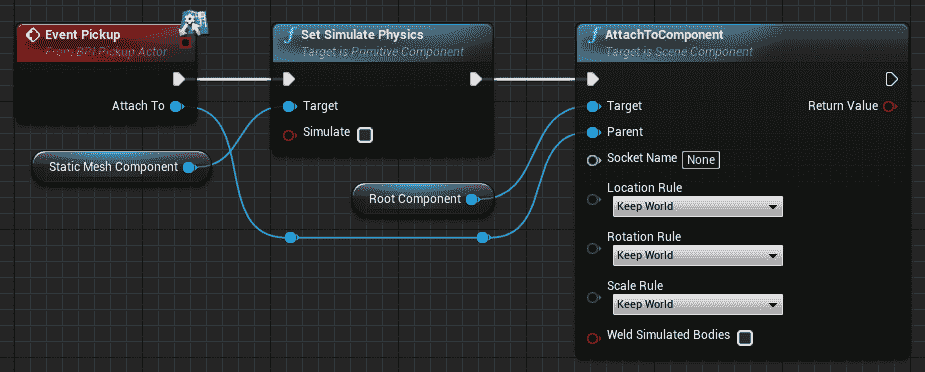 Event Pickup
From BPI Pickup Actor
Attach To
Static Mesh Component
Set Simulate Physics
Target is Primitive Component
Target
Simulate
Root Component
AttachToComponent
Target is Scene Component
Target
Return Value
Parent
Socket Name None
Location Rule
Keep World
Rotation Rule
Keep World
Scale Rule
Keep World
Weld Simulated Bodies